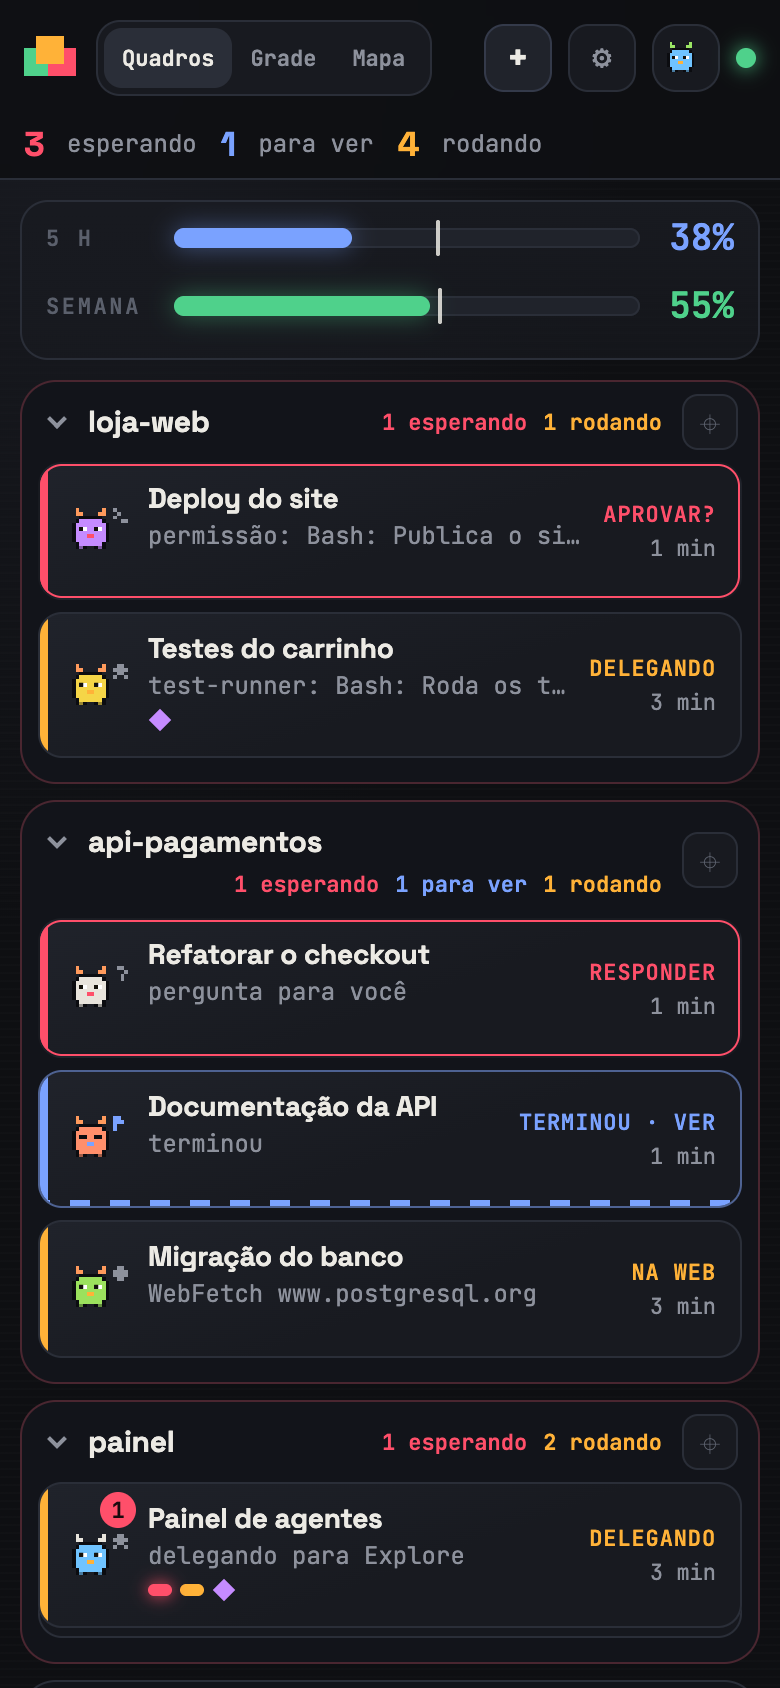 Quadros Grade Mapa + ⚙
3 esperando 1 para ver 4 rodando
5 H 38%
SEMANA 55%
loja-web 1 esperando 1 rodando
Deploy do site
permissão: Bash: Publica o si…
APROVAR?
1 min
Testes do carrinho
test-runner: Bash: Roda os t…
DELEGANDO
3 min
api-pagamentos
1 esperando 1 para ver 1 rodando
Refatorar o checkout
pergunta para você
RESPONDER
1 min
Documentação da API
terminou
TERMINOU · VER
1 min
Migração do banco
WebFetch www.postgresql.org
NA WEB
3 min
painel 1 esperando 2 rodando
1
Painel de agentes
delegando para Explore
DELEGANDO
3 min